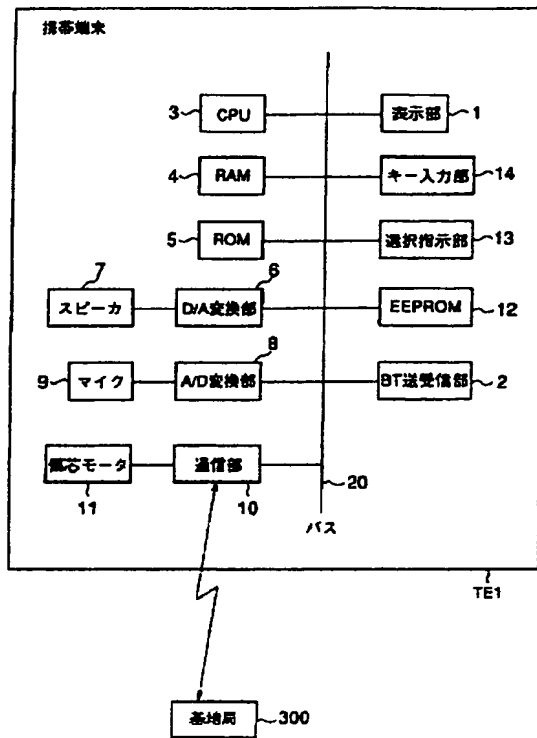 携帯端末
3 CPU 表示部 1
4 RAM キー入力部 14
5 ROM 選択指示部 13
7 6
スピーカ D/A変換部 EEPROM 12
8
9 マイク A/D変換部 BT送受信部 2
偏芯モータ 通信部 20
11 10 バス
TE1
基地局 300